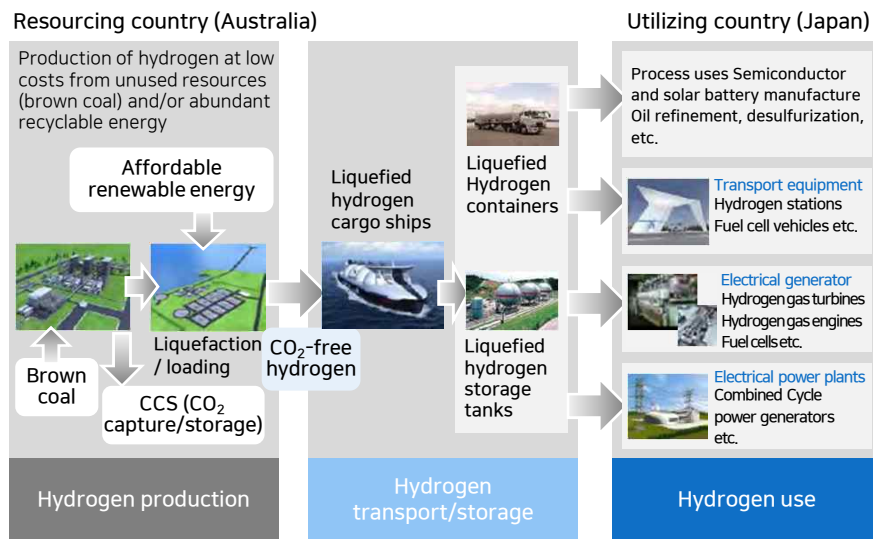 Resourcing country (Australia)
Utilizing country (Japan)
Production of hydrogen at low
costs from unused resources
(brown coal) and/or abundant
recyclable energy
Affordable
renewable energy
Liquefaction
/ loading
Brown
coal
CCS (CO₂
capture/storage)
CO₂-free
hydrogen
Liquefied
hydrogen
cargo ships
Liquefied
Hydrogen
containers
Liquefied
hydrogen
storage
tanks
Process uses Semiconductor
and solar battery manufacture
Oil refinement, desulfurization,
etc.
Transport equipment
Hydrogen stations
Fuel cell vehicles etc.
Electrical generator
Hydrogen gas turbines
Hydrogen gas engines
Fuel cells etc.
Electrical power plants
Combined Cycle
power generators
etc.
Hydrogen production
Hydrogen
transport/storage
Hydrogen use